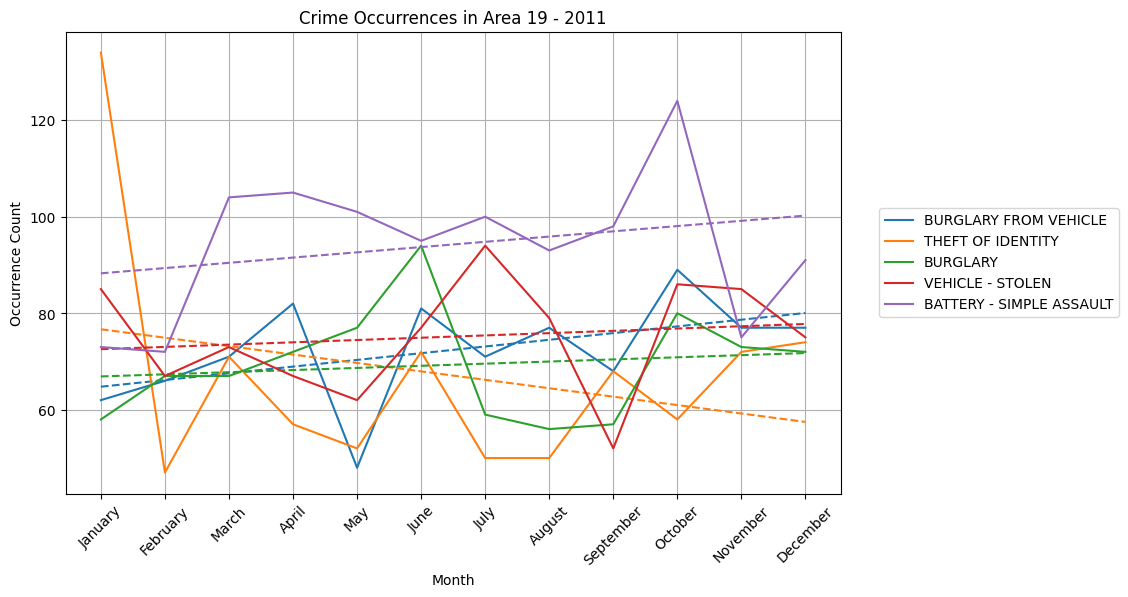 Crime Occurrences in Area 19 - 2011
Occurrence Count
120
100
80
60
January
February
March
April
May
June
July
August
September
October
November
December
Month
BURGLARY FROM VEHICLE
THEFT OF IDENTITY
BURGLARY
VEHICLE - STOLEN
BATTERY - SIMPLE ASSAULT